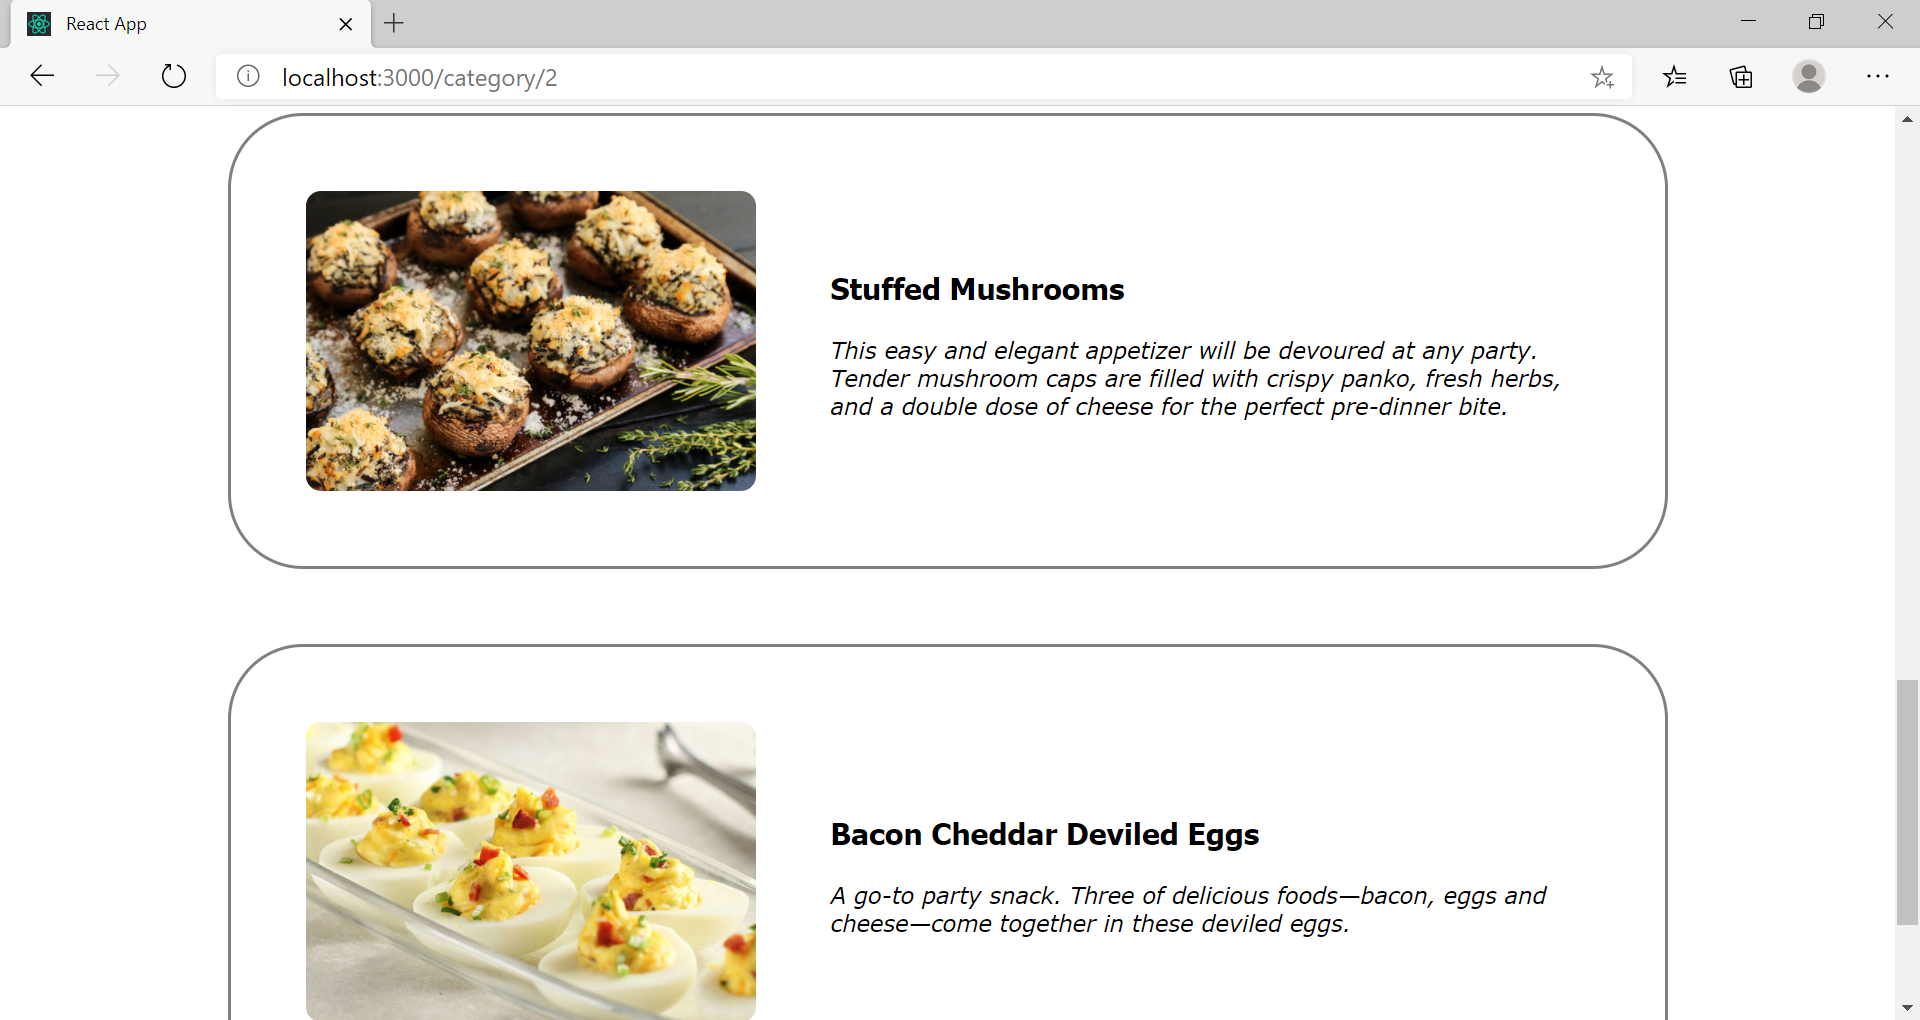 React App
localhost:3000/category/2
Stuffed Mushrooms
This easy and elegant appetizer will be devoured at any party.
Tender mushroom caps are filled with crispy panko, fresh herbs,
and a double dose of cheese for the perfect pre-dinner bite.
Bacon Cheddar Deviled Eggs
A go-to party snack. Three of delicious foods—bacon, eggs and
cheese—come together in these deviled eggs.